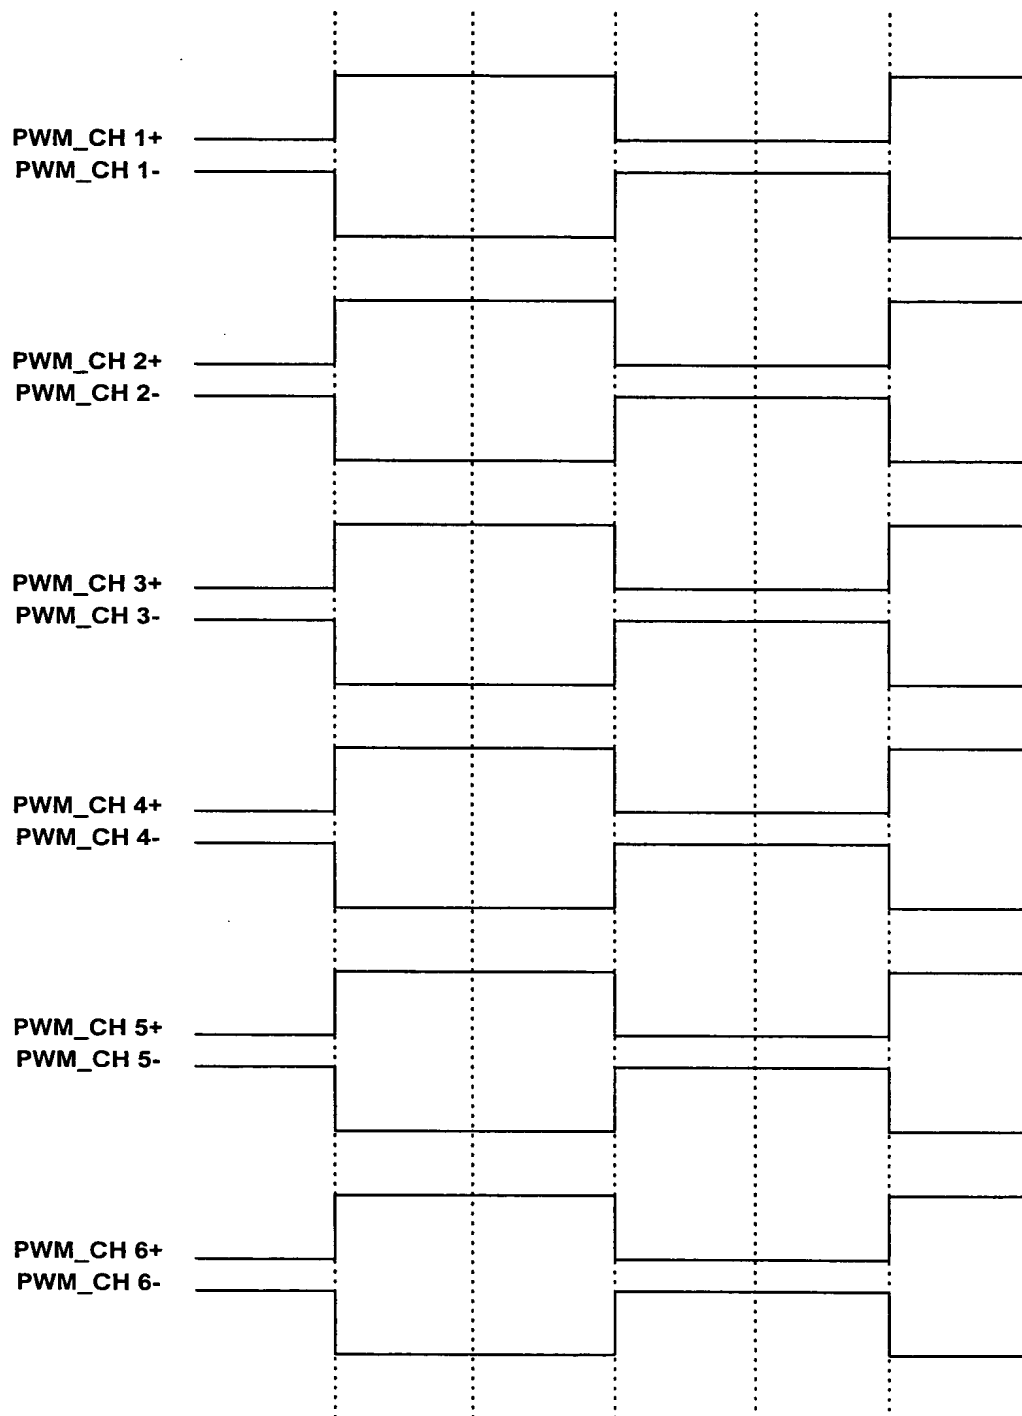 PWM_CH 1+
PWM_CH 1-
PWM_CH 2+
PWM_CH 2-
PWM_CH 3+
PWM_CH 3-
PWM_CH 4+
PWM_CH 4-
PWM_CH 5+
PWM_CH 5-
PWM_CH 6+
PWM_CH 6-